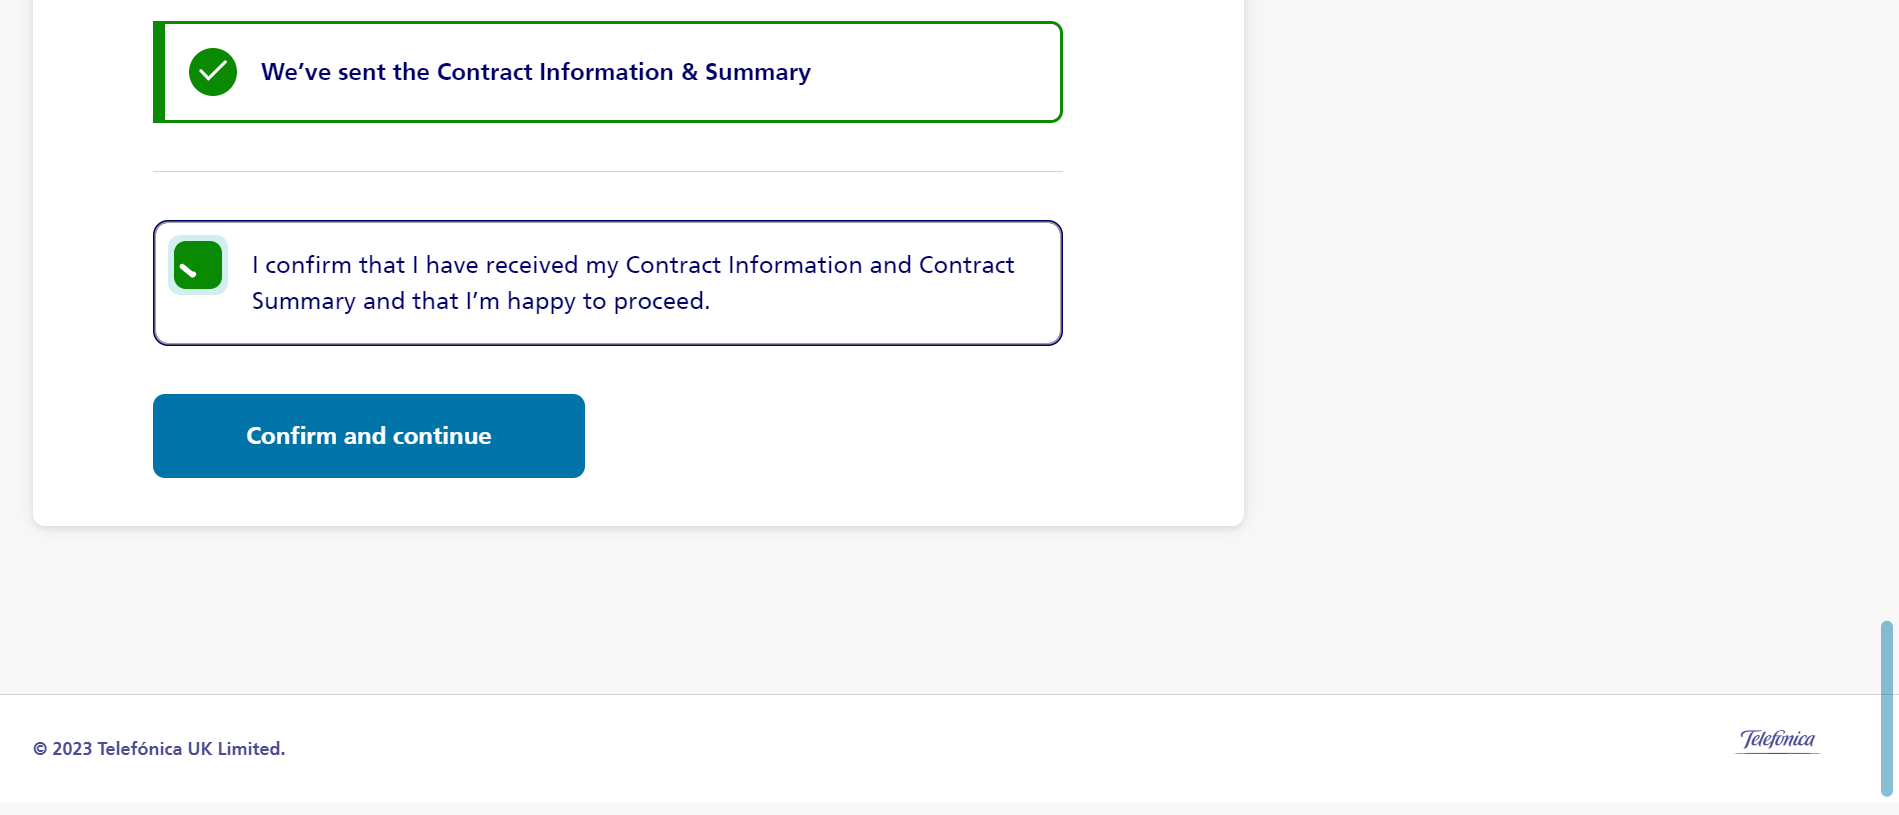 We’ve sent the Contract Information & Summary
I confirm that I have received my Contract Information and Contract
Summary and that I’m happy to proceed.
Confirm and continue
© 2023 Telefónica UK Limited.
Telefónica